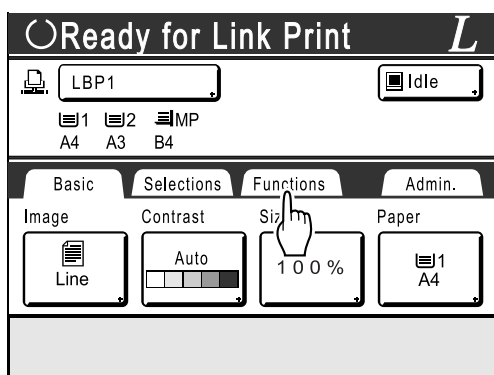 Ready for Link Print L
LBP1 Idle
1 2 MP
A4 A3 B4
Basic Selections Functions Admin.
Image Contrast Paper
Auto 1
Line 100% A4